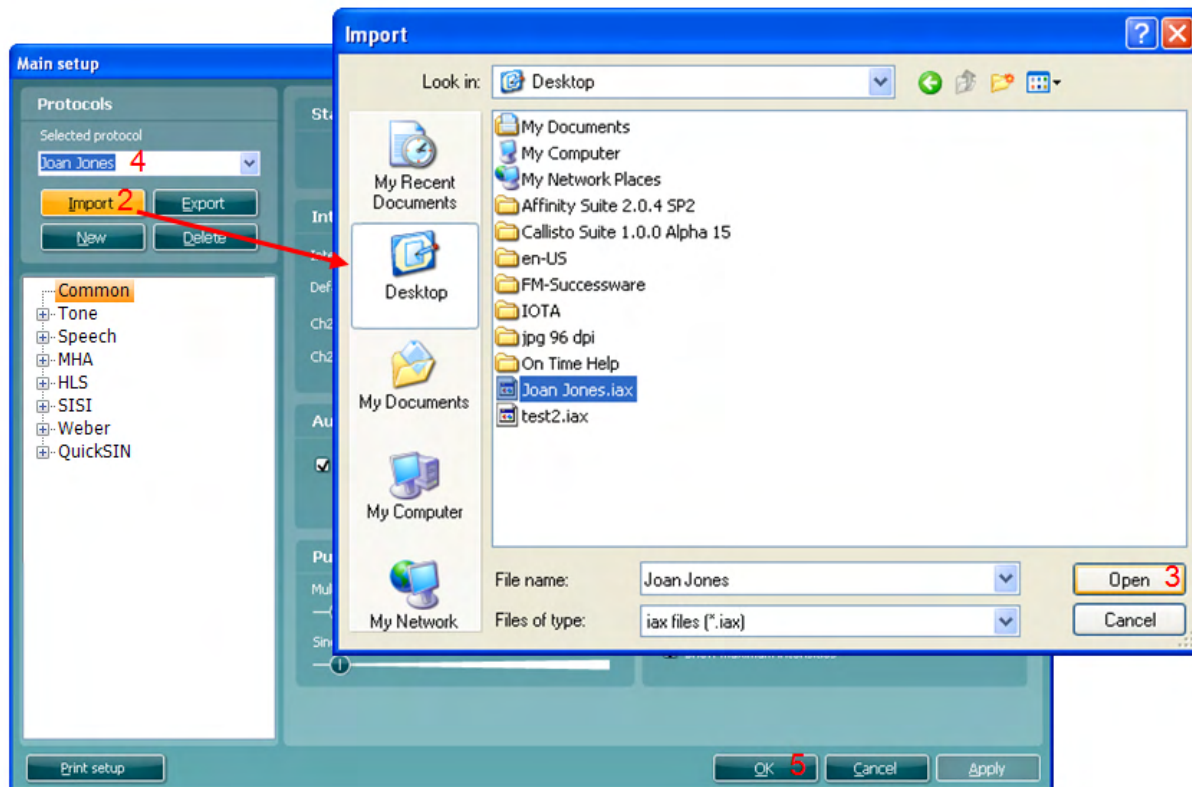 Main setup
Protocols
Selected protocol
Joan Jones 4
Import 2
Export
New
Delete
Common
Tone
Speech
MHA
HLS
SISI
Weber
QuickSIN
Print setup
Ch2
Ch2
OK 5
Cancel
Apply
Import
Look in:
Desktop
My Recent
Documents
Desktop
My Documents
My Computer
My Network
My Documents
My Computer
My Network Places
Affinity Suite 2.0.4 SP2
Callisto Suite 1.0.0 Alpha 15
en-US
FM-Successware
IOTA
jpg 96 dpi
On Time Help
Joan Jones.iax
test2.iax
File name:
Joan Jones
Open 3
Files of type:
iax files (*.iax)
Cancel